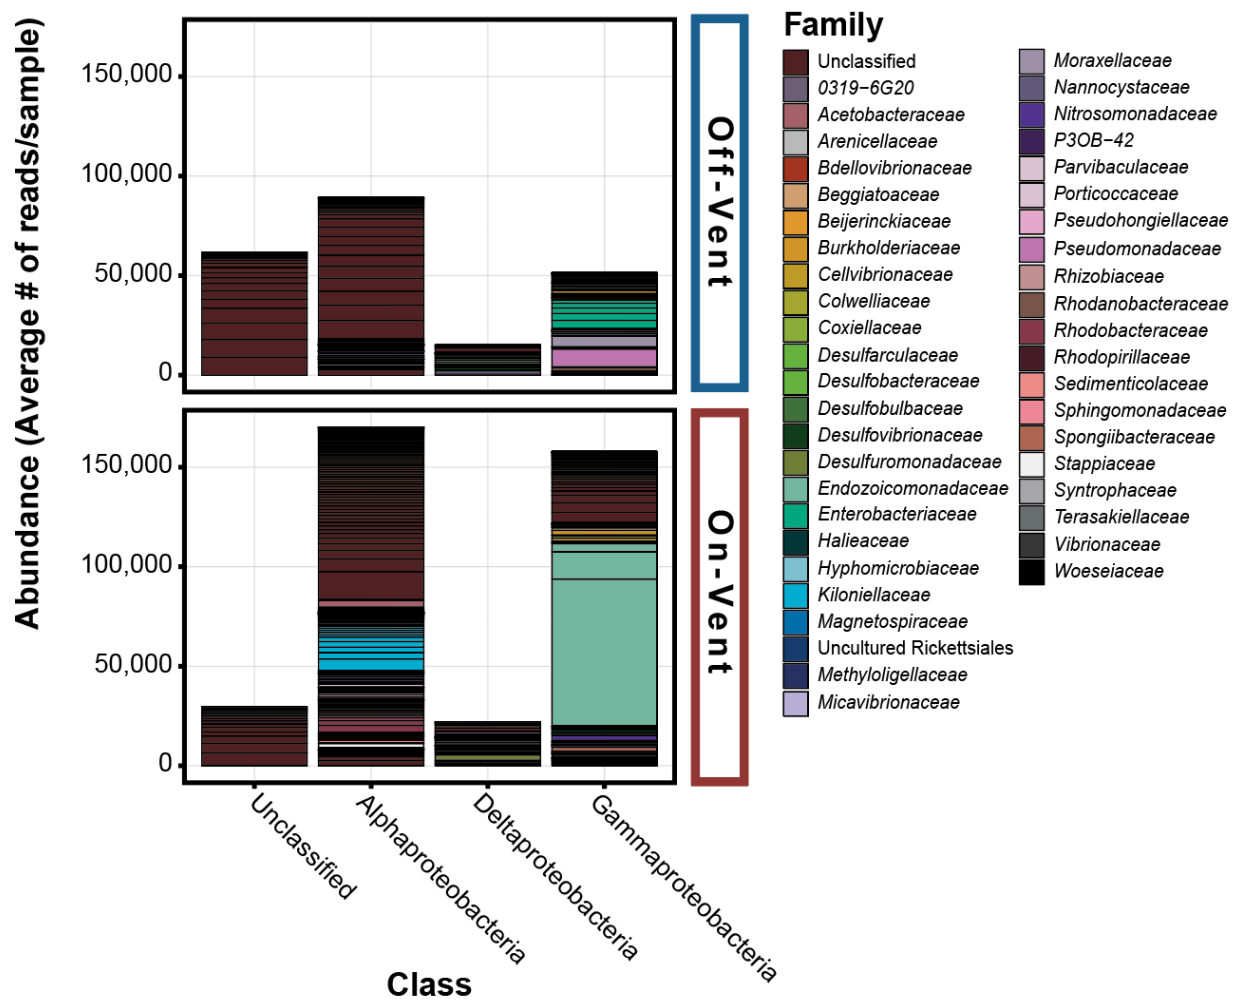 Abundance (Average # of reads/sample)
150,000
100,000
50,000
0
Off-Vent
150,000
100,000
50,000
0
On-Vent
Unclassified
Alphaproteobacteria
Deltaproteobacteria
Gammaproteobacteria
Class
Family
Unclassified
0319−6G20
Acetobacteraceae
Arenicellaceae
Bdellovibrionaceae
Beggiatoaceae
Beijerinckiaceae
Burkholderiaceae
Cellvibrionaceae
Colwelliaceae
Coxiellaceae
Desulfarculaceae
Desulfobacteraceae
Desulfobulbaceae
Desulfovibrionaceae
Desulfuromonadaceae
Endozoicomonadaceae
Enterobacteriaceae
Halieaceae
Hyphomicrobiaceae
Kiloniellaceae
Magnetospiraceae
Uncultured Rickettsiales
Methyloligellaceae
Micavibrionaceae
Moraxellaceae
Nannocystaceae
Nitrosomonadaceae
P3OB−42
Parvibaculaceae
Porticoccaceae
Pseudohongiellaceae
Pseudomonadaceae
Rhizobiaceae
Rhodanobacteraceae
Rhodobacteraceae
Rhodopirillaceae
Sedimenticolaceae
Sphingomonadaceae
Spongiibacteraceae
Stappiaceae
Syntrophaceae
Terasakiellaceae
Vibrionaceae
Woeseiaceae